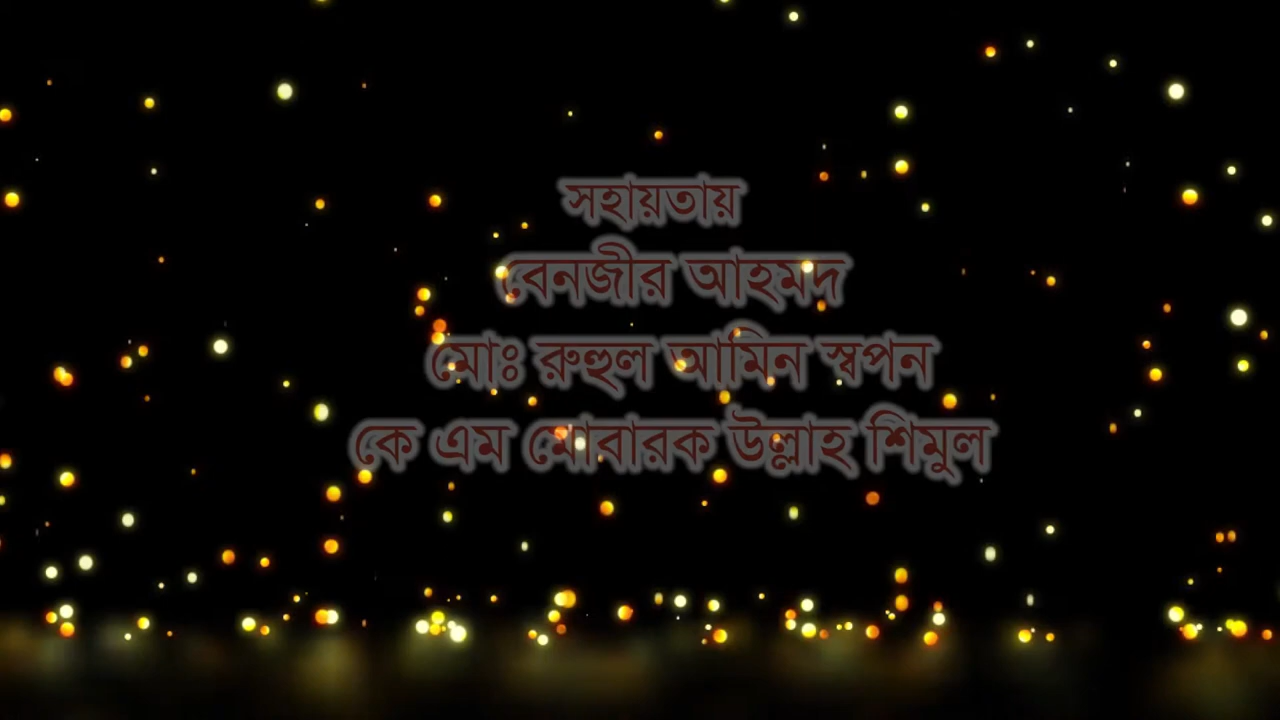 সহায়তায়
বেনজীর আহমদ
মোঃ রুহুল আমিন স্বপন
কে এম মোবারক উল্লাহ শিমুল